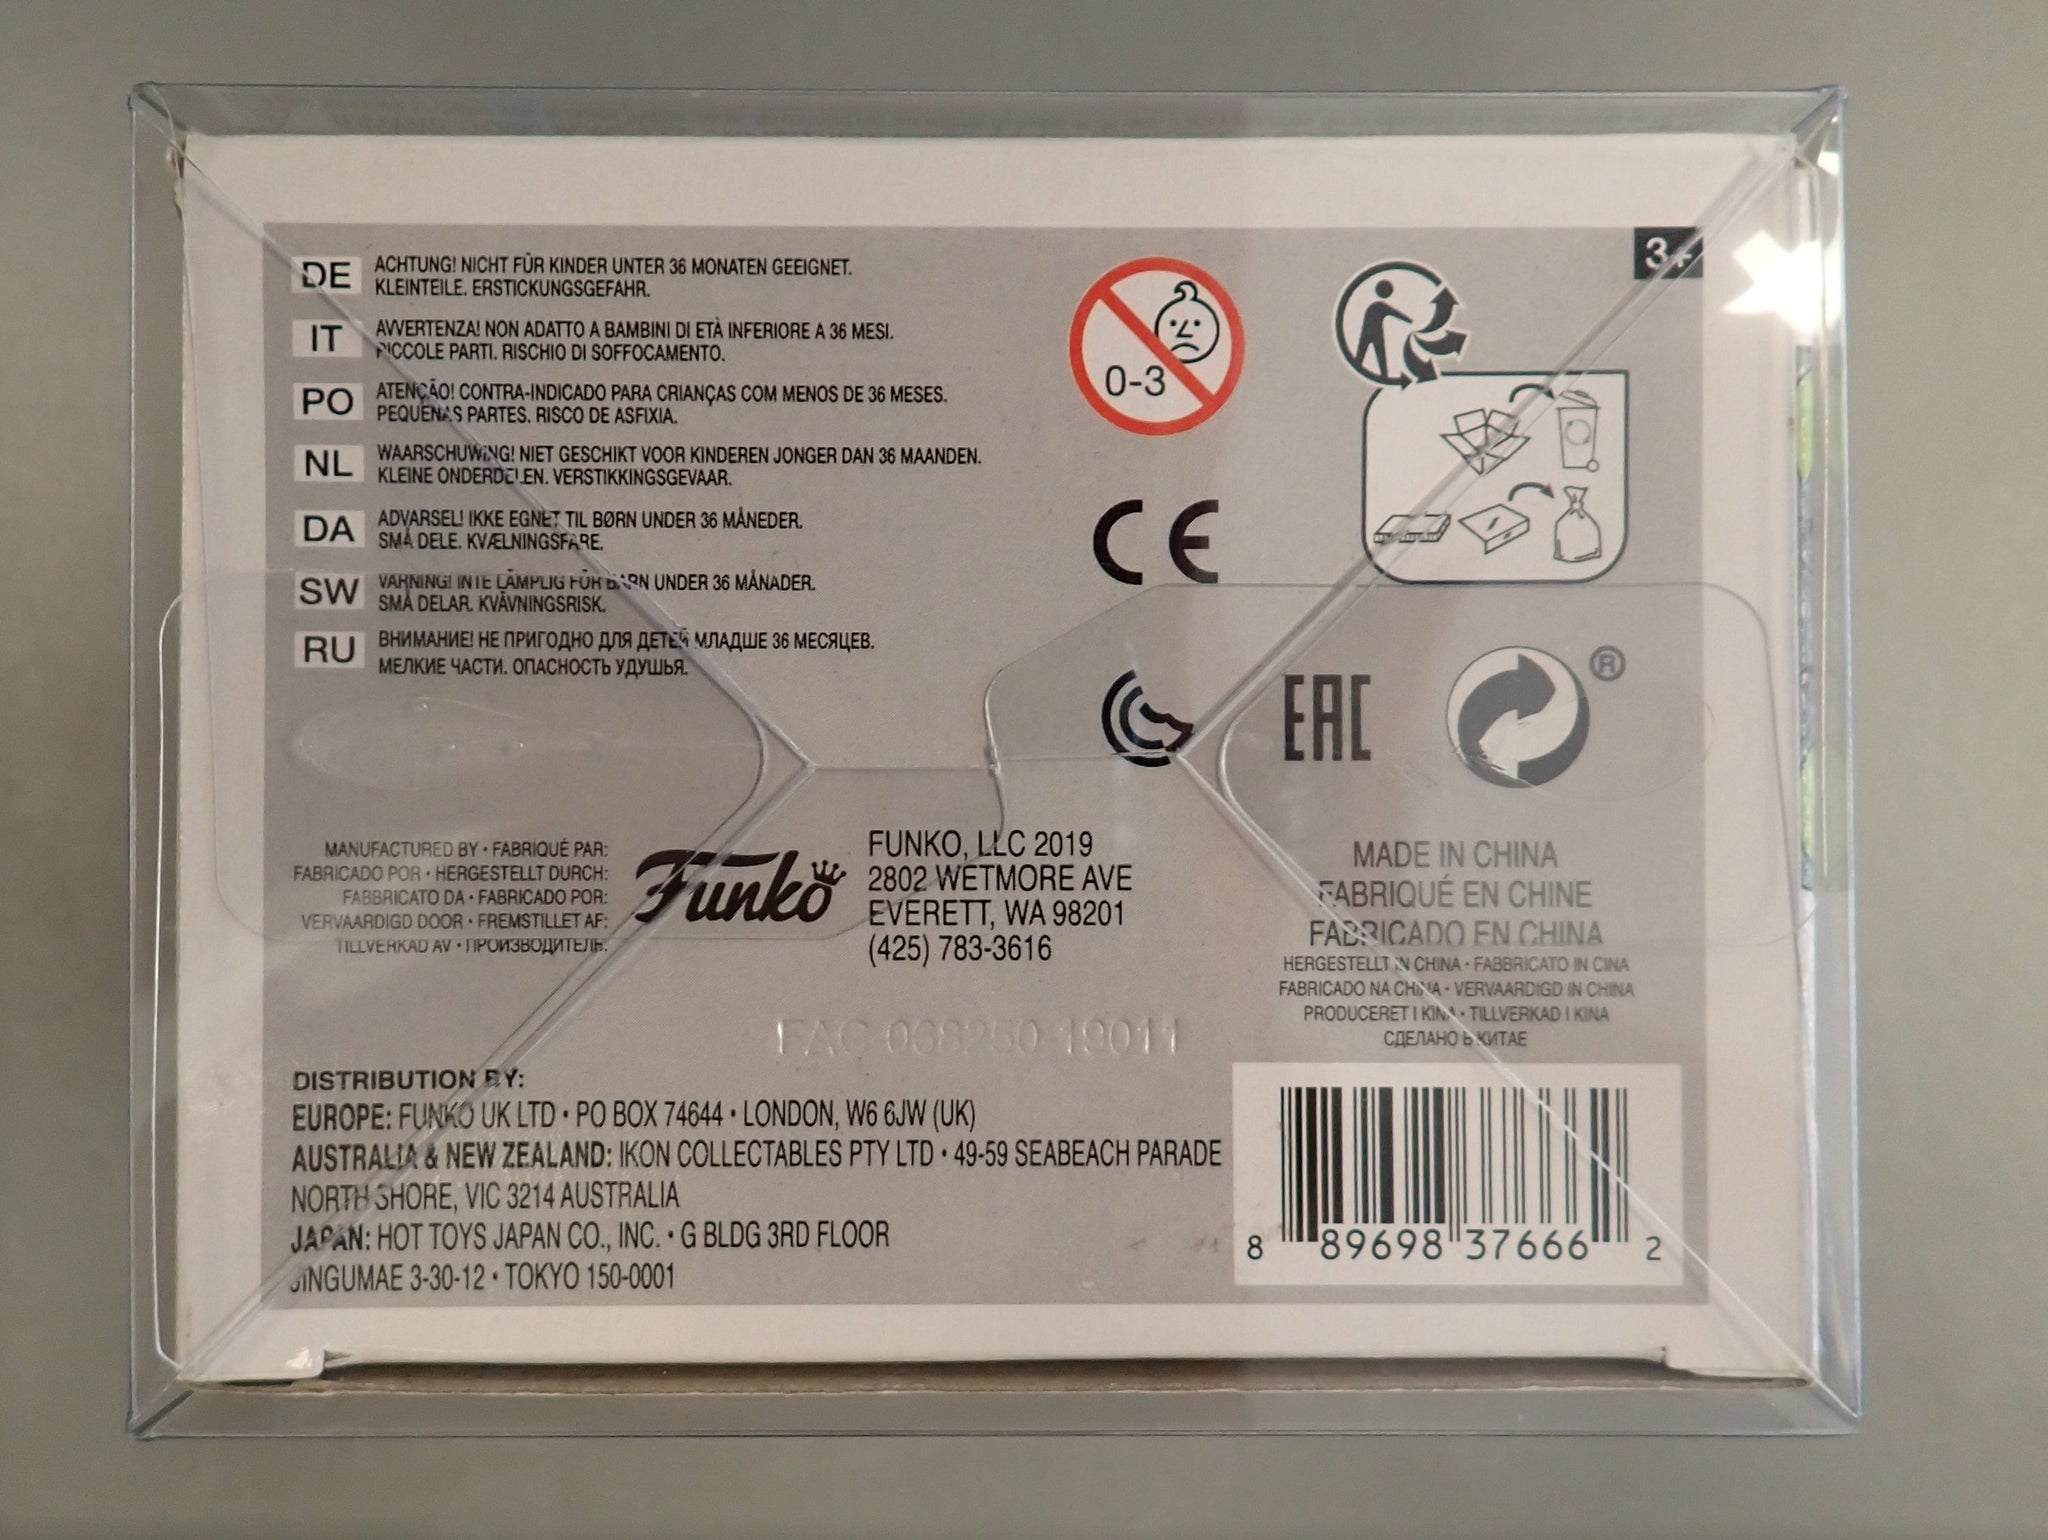 DE ACHTUNG! NICHT FÜR KINDER UNTER 36 MONATEN GEEIGNET.
KLEINTEILE. ERSTICKUNGSGEFAHR.
IT AVVERTENZA! NON ADATTO A BAMBINI DI ETÀ INFERIORE A 36 MESI.
PICCOLE PARTI. RISCHIO DI SOFFOCAMENTO.
PO ATENÇÃO! CONTRA-INDICADO PARA CRIANÇAS COM MENOS DE 36 MESES.
PEQUENAS PARTES. RISCO DE ASFIXIA.
NL WAARSCHUWING! NIET GESCHIKT VOOR KINDEREN JONGER DAN 36 MAANDEN.
KLEINE ONDERDELEN. VERSTIKKINGSGEVAAR.
DA ADVARSEL! IKKE EGNET TIL BØRN UNDER 36 MÅNEDER.
SMÅ DELE. KVÆLNINGSFARE.
SW VARNING! INTE LÄMPLIG FÖR BARN UNDER 36 MÅNADER.
SMÅ DELAR. KVÄVNINGSRISK.
RU ВНИМАНИЕ! НЕ ПРИГОДНО ДЛЯ ДЕТЕЙ МЛАДШЕ 36 МЕСЯЦЕВ.
МЕЛКИЕ ЧАСТИ. ОПАСНОСТЬ УДУШЬЯ.
0-3
3+
CE
EAC
®
MANUFACTURED BY • FABRIQUÉ PAR:
FABRICADO POR • HERGESTELLT DURCH:
FABBRICATO DA • FABRICADO POR:
VERVAARDIGD DOOR • FREMSTILLET AF:
TILLVERKAD AV • ПРОИЗВОДИТЕЛЬ:
Funko
FUNKO, LLC 2019
2802 WETMORE AVE
EVERETT, WA 98201
(425) 783-3616
MADE IN CHINA
FABRIQUÉ EN CHINE
FABRICADO EN CHINA
HERGESTELLT IN CHINA • FABBRICATO IN CINA
FABRICADO NA CHINA • VERVAARDIGD IN CHINA
PRODUCERET I KINA • TILLVERKAD I KINA
СДЕЛАНО В КИТАЕ
FAC-068250-19011
DISTRIBUTION BY:
EUROPE: FUNKO UK LTD • PO BOX 74644 • LONDON, W6 6JW (UK)
AUSTRALIA & NEW ZEALAND: IKON COLLECTABLES PTY LTD • 49-59 SEABEACH PARADE
NORTH SHORE, VIC 3214 AUSTRALIA
JAPAN: HOT TOYS JAPAN CO., INC. • G BLDG 3RD FLOOR
JINGUMAE 3-30-12 • TOKYO 150-0001
8 89698 37666 2